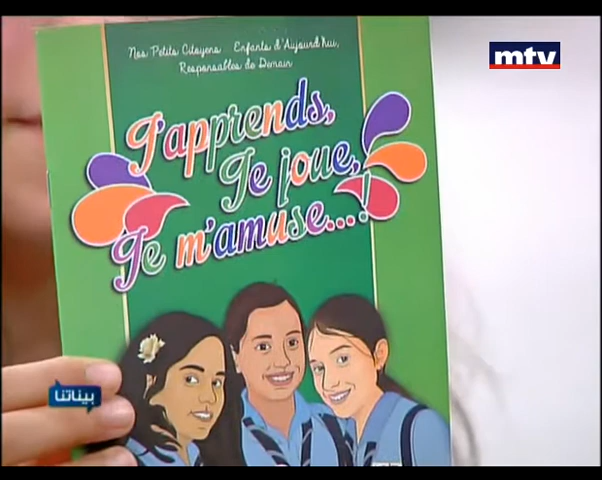 Nos Petits Citoyens Enfants d'Aujourd'hui,
Responsables de Demain
mtv
J'apprends,
Je joue,
Je m'amuse...!
بيناتنا